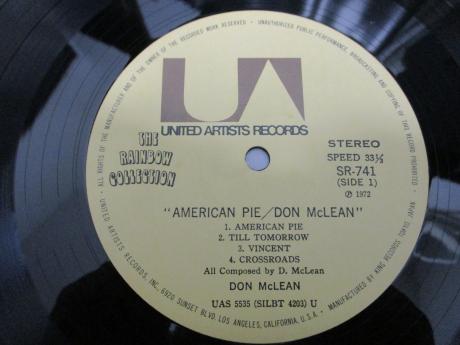 ALL RIGHTS OF THE MANUFACTURER AND OF THE OWNER OF THE RECORDED WORK RESERVED - UNAUTHORIZED PUBLIC PERFORMANCE, BROADCASTING AND COPYING OF THIS RECORD PROHIBITED
UA
UNITED ARTISTS RECORDS
THE
RAINBOW
COLLECTION
STEREO
SPEED 33⅓
SR-741
(SIDE 1)
℗ 1972
"AMERICAN PIE/DON McLEAN"
1. AMERICAN PIE
2. TILL TOMORROW
3. VINCENT
4. CROSSROADS
All Composed by D. McLean
DON McLEAN
UAS 5535 (SILBT 4203) U
UNITED ARTISTS RECORDS, INC., 6920 SUNSET BLVD. LOS ANGELES, CALIFORNIA, U.S.A. · MANUFACTURED BY KING RECORDS TOKYO JAPAN